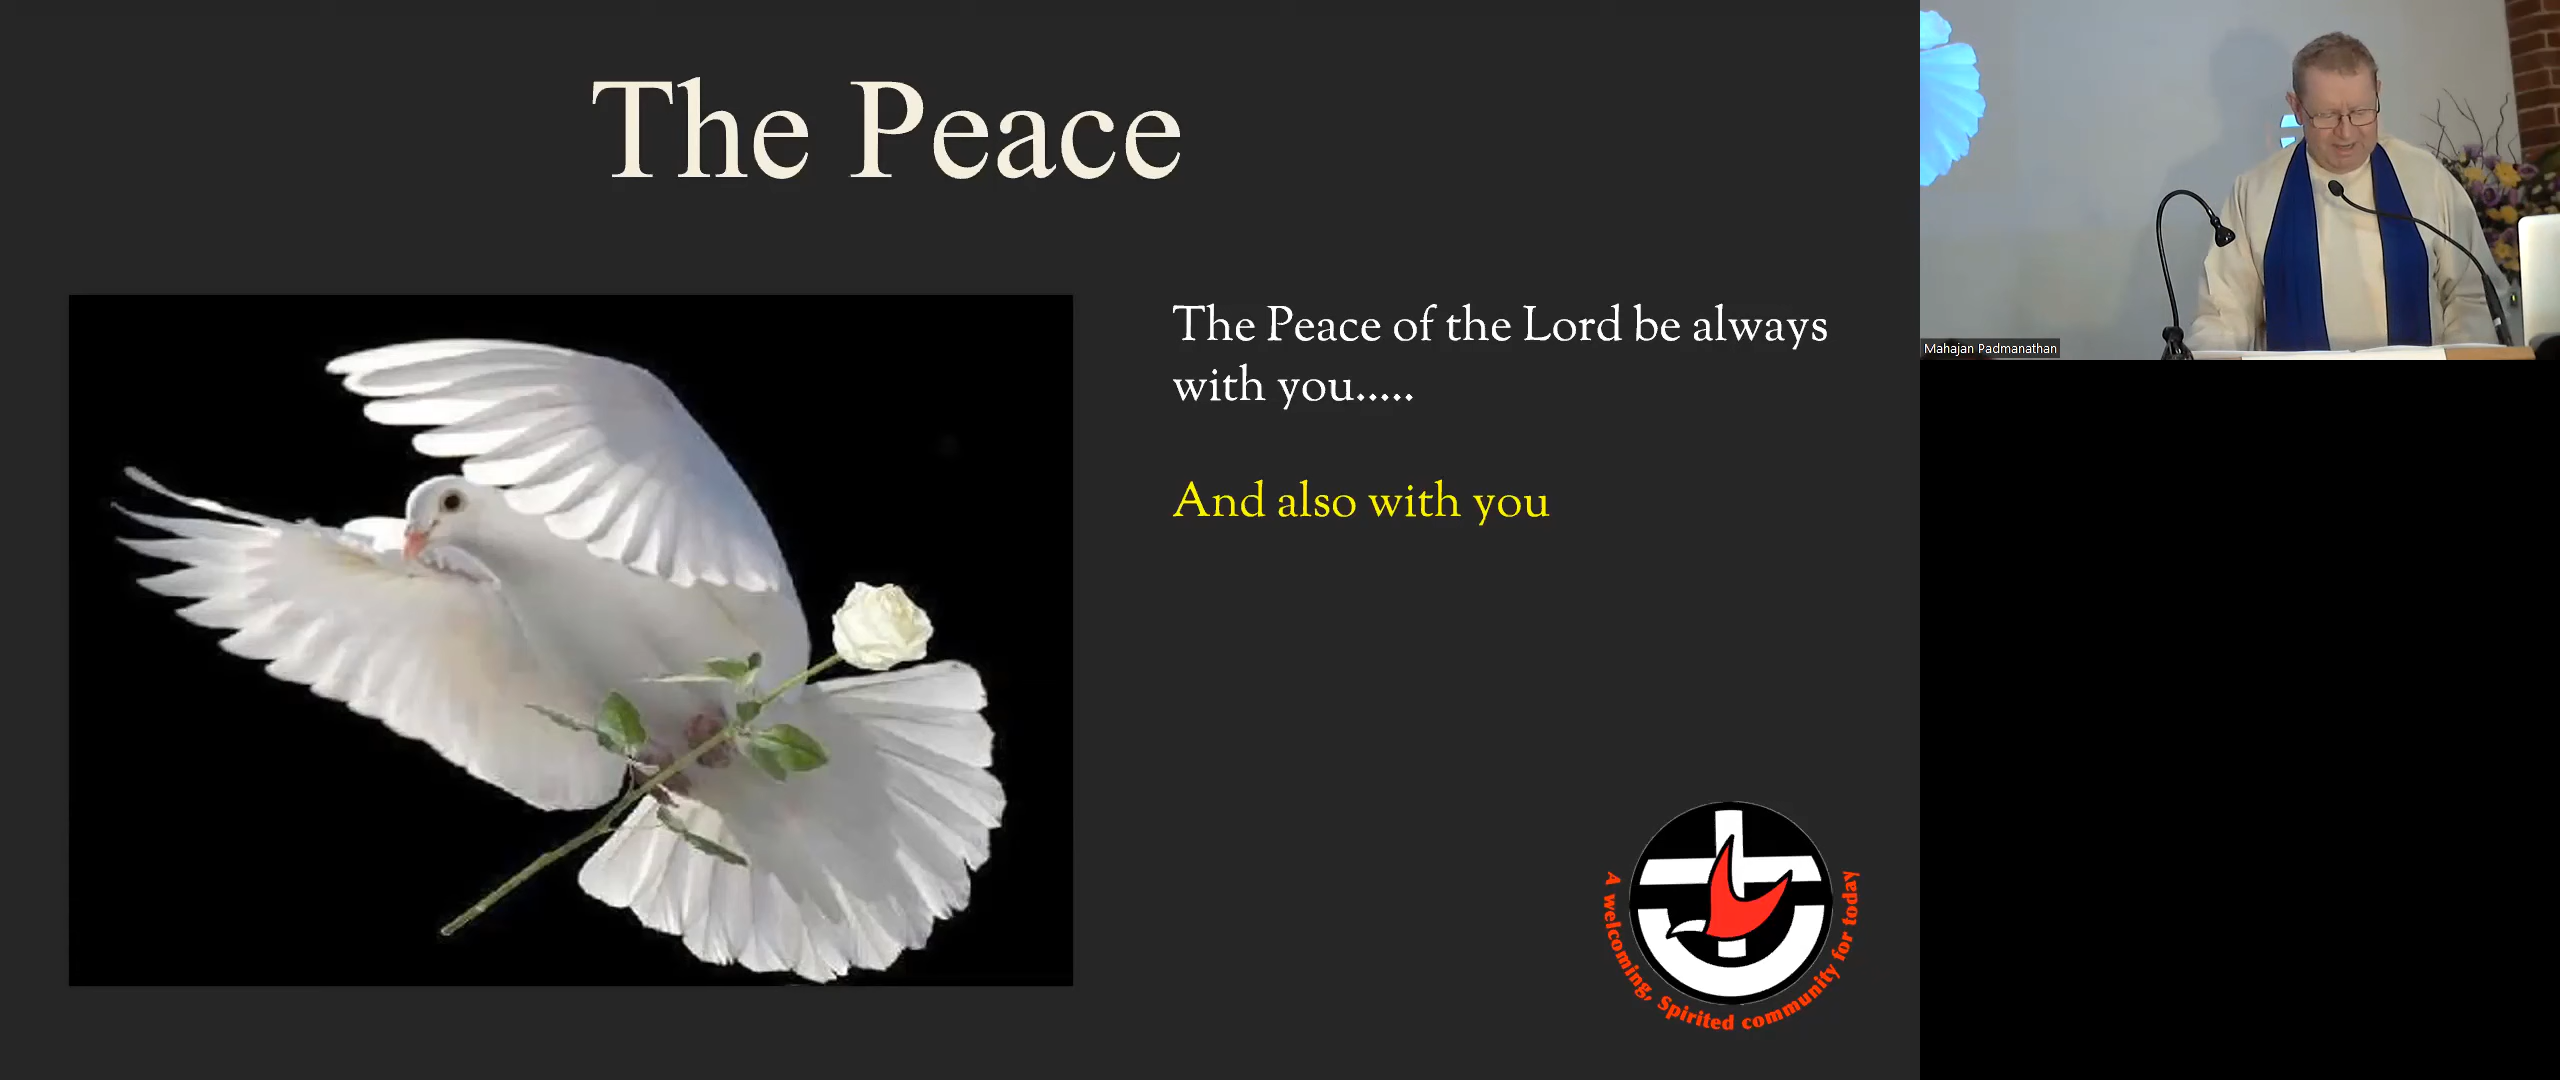 The Peace
The Peace of the Lord be always
with you.....
And also with you
A welcoming, Spirited community for today
Mahajan Padmanathan